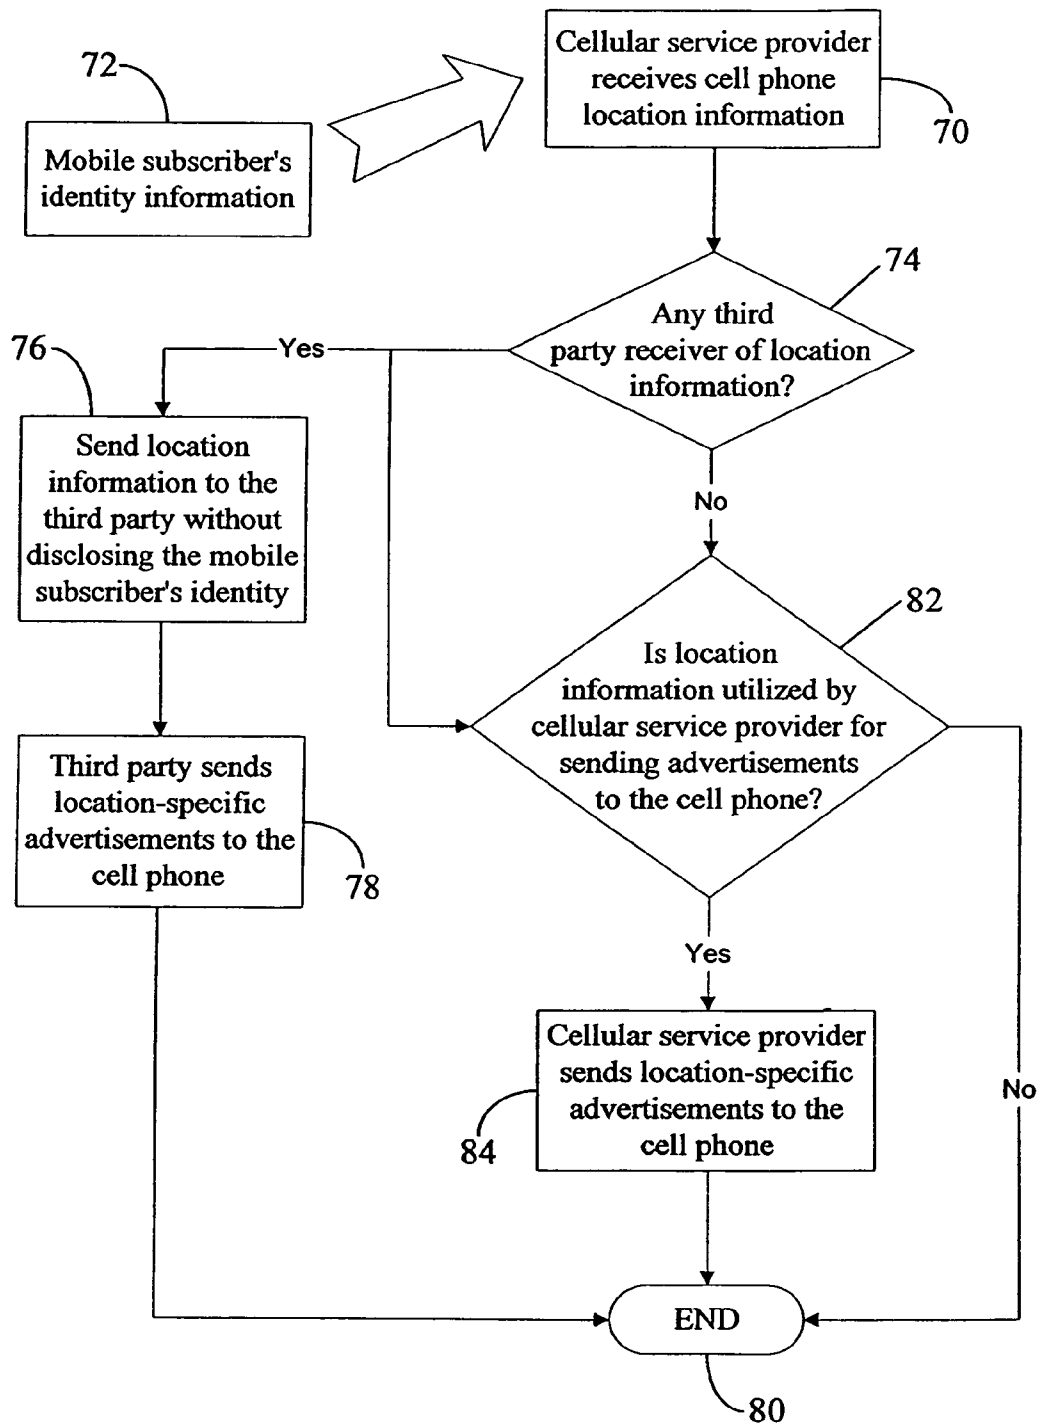 Cellular service provider
receives cell phone
location information
70
72
Mobile subscriber's
identity information
74
Any third
party receiver of location
information?
Yes
No
76
Send location
information to the
third party without
disclosing the mobile
subscriber's identity
82
Is location
information utilized by
cellular service provider for
sending advertisements
to the cell phone?
Third party sends
location-specific
advertisements to the
cell phone
78
Yes
No
Cellular service provider
sends location-specific
advertisements to the
cell phone
84
END
80